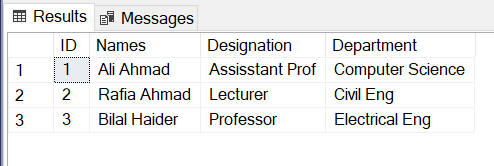 Results Messages
ID Names Designation Department
1 1 Ali Ahmad Assisstant Prof Computer Science
2 2 Rafia Ahmad Lecturer Civil Eng
3 3 Bilal Haider Professor Electrical Eng